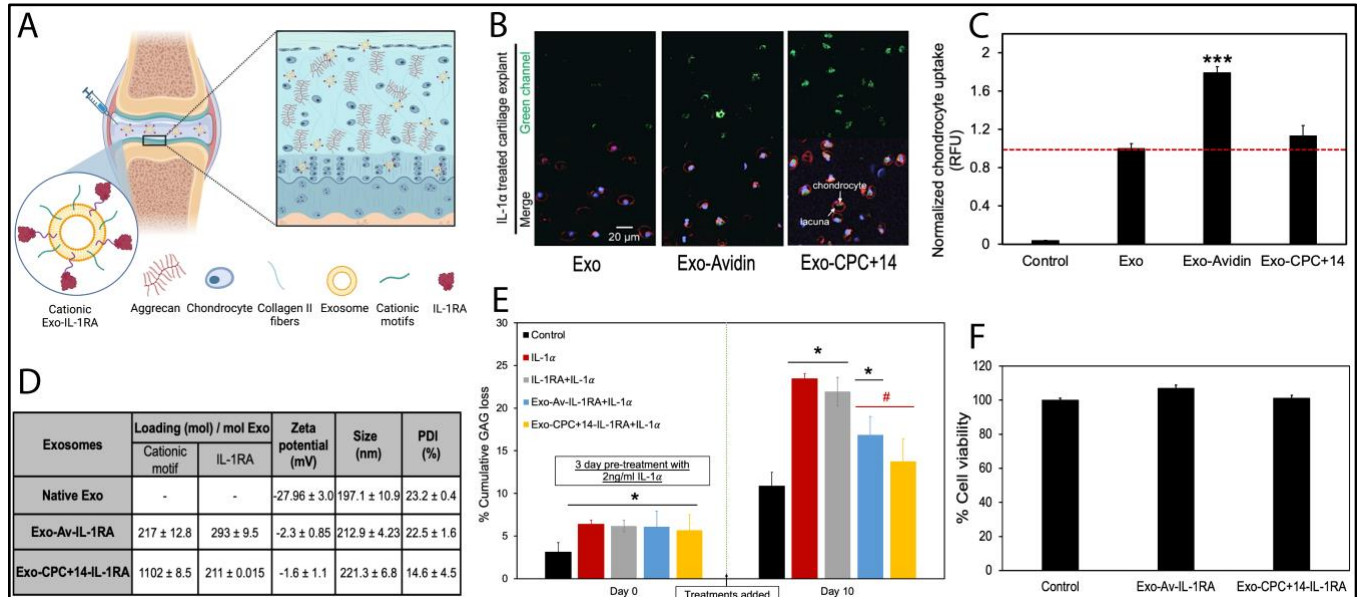 A
Cationic
Exo-IL-1RA
Aggrecan
Chondrocyte
Collagen II
fibers
Exosome
Cationic
motifs
IL-1RA
B
IL-1α treated cartilage explant
Green channel
Merge
chondrocyte
lacuna
20 μm
Exo
Exo-Avidin
Exo-CPC+14
C
Normalized chondrocyte uptake
(RFU)
2
1.6
1.2
0.8
0.4
0
***
Control
Exo
Exo-Avidin
Exo-CPC+14
D
Exosomes
Loading (mol) / mol Exo
Zeta
potential
(mV)
Size
(nm)
PDI
(%)
Cationic
motif
IL-1RA
Native Exo
-
-
-27.96 ± 3.0
197.1 ± 10.9
23.2 ± 0.4
Exo-Av-IL-1RA
217 ± 12.8
293 ± 9.5
-2.3 ± 0.85
212.9 ± 4.23
22.5 ± 1.6
Exo-CPC+14-IL-1RA
1102 ± 8.5
211 ± 0.015
-1.6 ± 1.1
221.3 ± 6.8
14.6 ± 4.5
E
% Cumulative GAG loss
30
25
20
15
10
5
0
Control
IL-1α
IL-1RA+IL-1α
Exo-Av-IL-1RA+IL-1α
Exo-CPC+14-IL-1RA+IL-1α
3 day pre-treatment with
2ng/ml IL-1α
*
*
*
#
Day 0
Treatments added
Day 10
F
% Cell viability
120
100
80
60
40
20
0
Control
Exo-Av-IL-1RA
Exo-CPC+14-IL-1RA